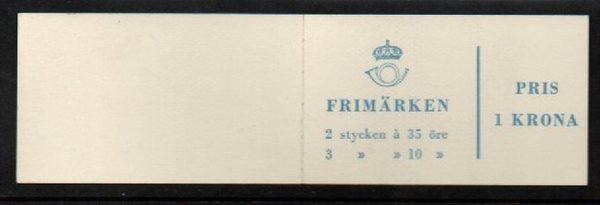 FRIMÄRKEN
2 stycken à 35 öre
3 » » 10 »
PRIS
1 KRONA